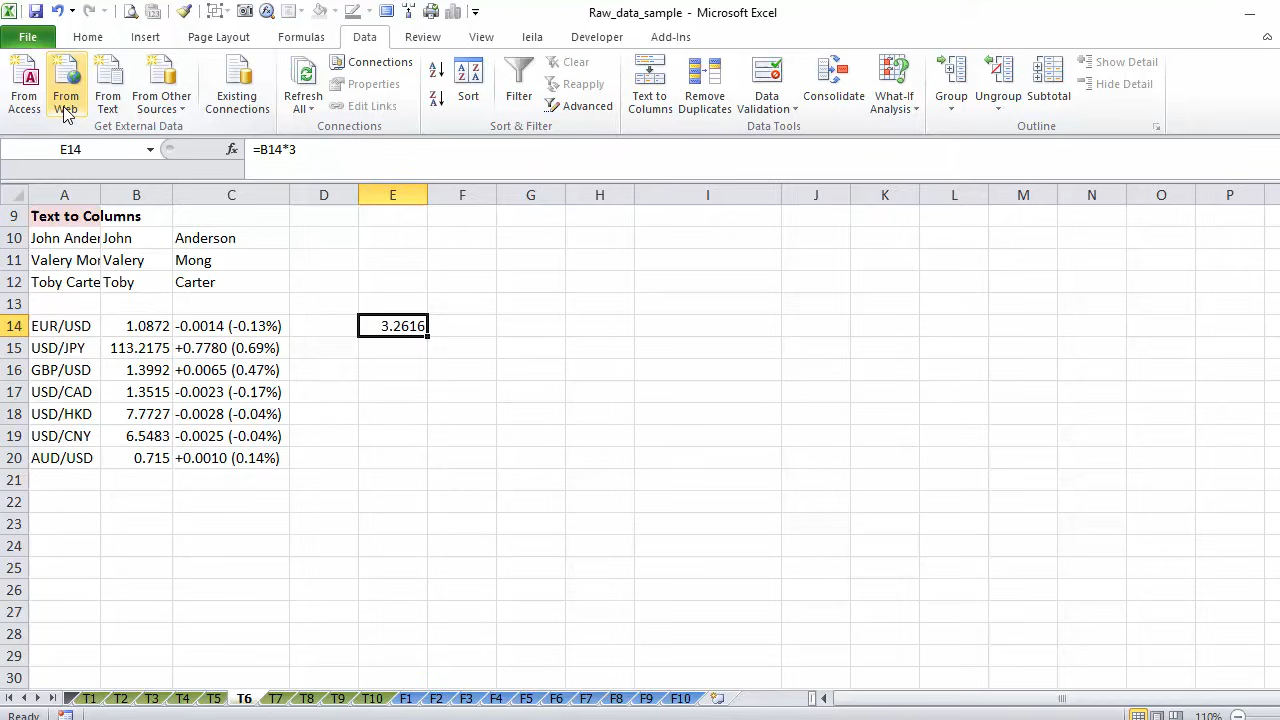 Raw_data_sample - Microsoft Excel
File Home Insert Page Layout Formulas Data Review View leila Developer Add-Ins
From Access From Web From Text From Other Sources Existing Connections
Get External Data
Refresh All Connections Properties Edit Links
Connections
Sort Filter Clear Reapply Advanced
Sort & Filter
Text to Columns Remove Duplicates Data Validation Consolidate What-If Analysis
Data Tools
Group Ungroup Subtotal Show Detail Hide Detail
Outline
E14 fx =B14*3
A B C D E F G H I J K L M N O P
9 Text to Columns
10 John Ander John Anderson
11 Valery Mon Valery Mong
12 Toby Carte Toby Carter
13
14 EUR/USD 1.0872 -0.0014 (-0.13%) 3.2616
15 USD/JPY 113.2175 +0.7780 (0.69%)
16 GBP/USD 1.3992 +0.0065 (0.47%)
17 USD/CAD 1.3515 -0.0023 (-0.17%)
18 USD/HKD 7.7727 -0.0028 (-0.04%)
19 USD/CNY 6.5483 -0.0025 (-0.04%)
20 AUD/USD 0.715 +0.0010 (0.14%)
21
22
23
24
25
26
27
28
29
30
T1 T2 T3 T4 T5 T6 T7 T8 T9 T10 F1 F2 F3 F4 F5 F6 F7 F8 F9 F10
Ready 110%